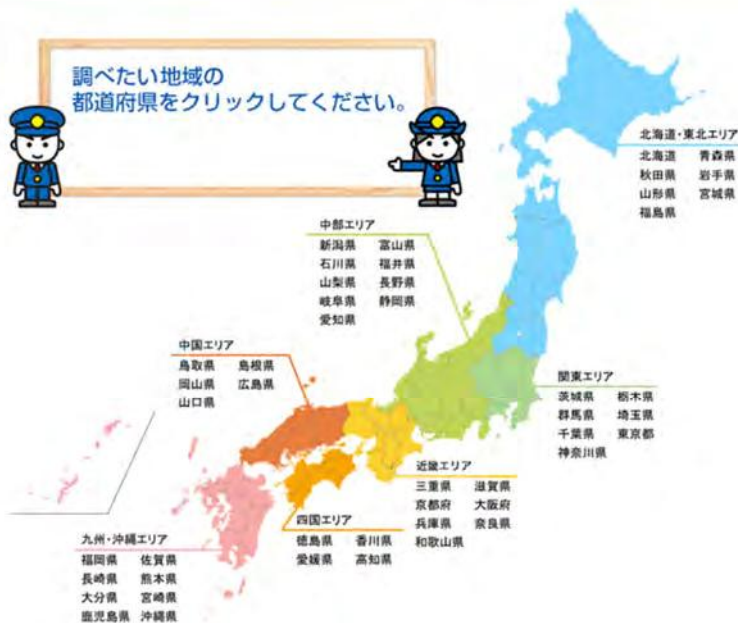 調べたい地域の
都道府県をクリックしてください。
北海道・東北エリア
北海道 青森県
秋田県 岩手県
山形県 宮城県
福島県
中部エリア
新潟県 富山県
石川県 福井県
山梨県 長野県
岐阜県 静岡県
愛知県
中国エリア
鳥取県 島根県
岡山県 広島県
山口県
関東エリア
茨城県 栃木県
群馬県 埼玉県
千葉県 東京都
神奈川県
近畿エリア
三重県 滋賀県
京都府 大阪府
兵庫県 奈良県
和歌山県
四国エリア
徳島県 香川県
愛媛県 高知県
九州・沖縄エリア
福岡県 佐賀県
長崎県 熊本県
大分県 宮崎県
鹿児島県 沖縄県